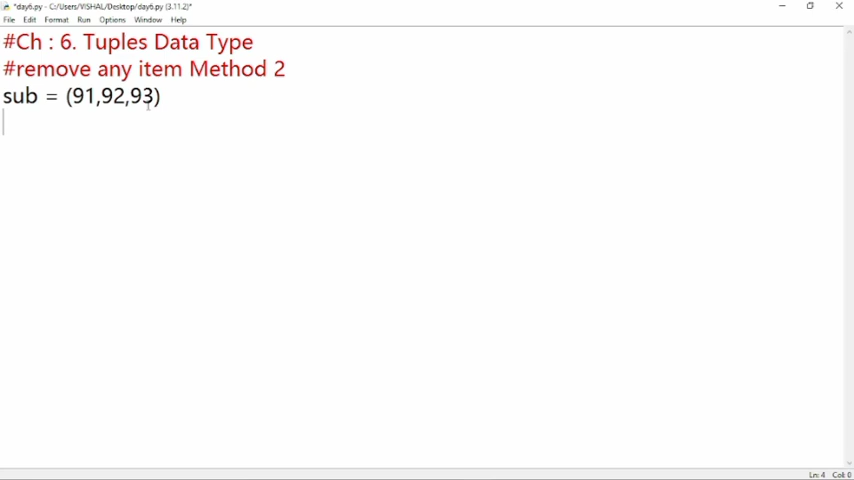 *day6.py - C:/Users/VISHAL/Desktop/day6.py (3.11.2)*
File Edit Format Run Options Window Help
#Ch : 6. Tuples Data Type
#remove any item Method 2
sub = (91,92,93)
Ln: 4 Col: 0